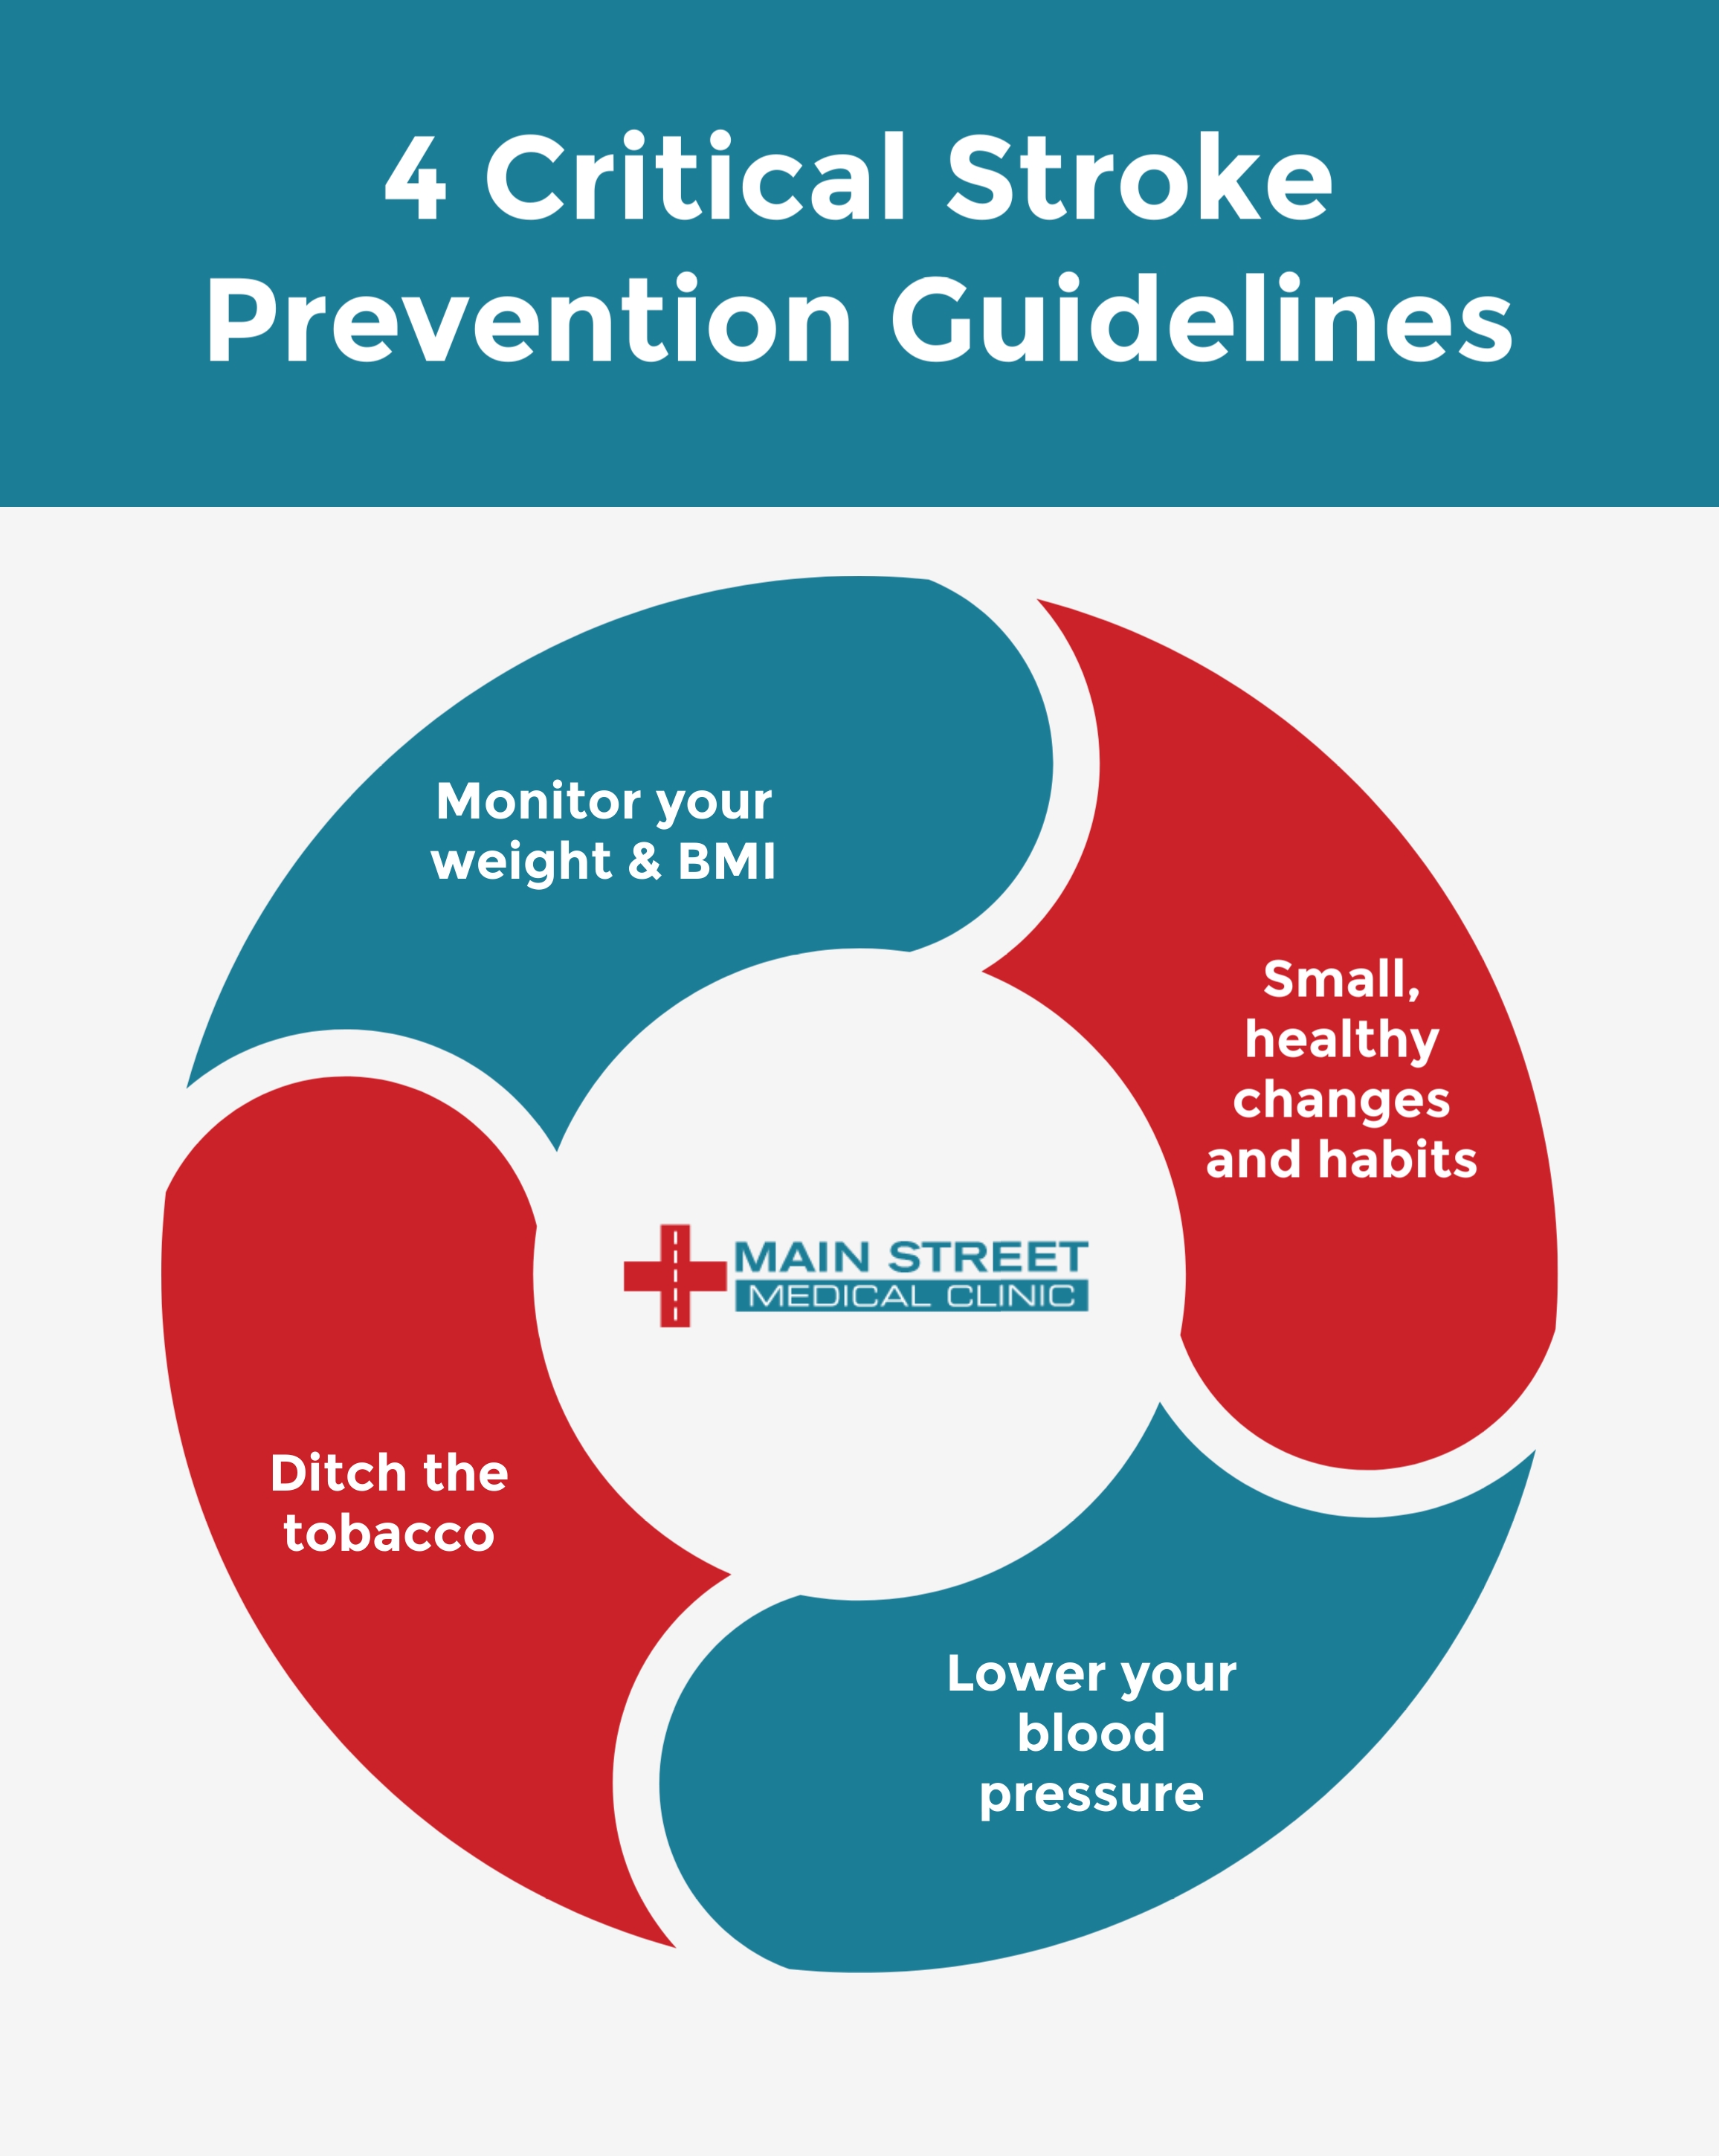 4 Critical Stroke
Prevention Guidelines
Monitor your
weight & BMI
Small,
healthy
changes
and habits
MAIN STREET
MEDICAL CLINIC
Ditch the
tobacco
Lower your
blood
pressure